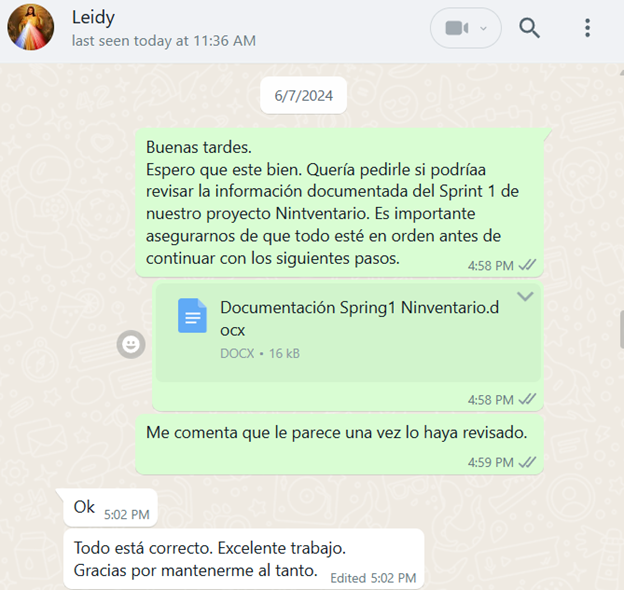 Leidy
last seen today at 11:36 AM
6/7/2024
Buenas tardes.
Espero que este bien. Quería pedirle si podríaa
revisar la información documentada del Sprint 1 de
nuestro proyecto Nintventario. Es importante
asegurarnos de que todo esté en orden antes de
continuar con los siguientes pasos.
4:58 PM
Documentación Spring1 Ninventario.d
ocx
DOCX • 16 kB
4:58 PM
Me comenta que le parece una vez lo haya revisado.
4:59 PM
Ok
5:02 PM
Todo está correcto. Excelente trabajo.
Gracias por mantenerme al tanto.
Edited 5:02 PM